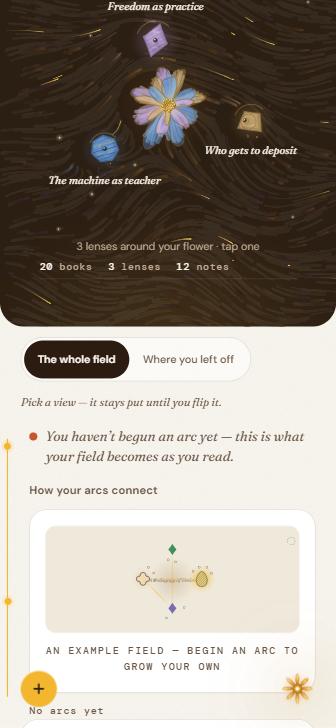 Freedom as practice
Who gets to deposit
The machine as teacher
3 lenses around your flower · tap one
20 books 3 lenses 12 notes
The whole field
Where you left off
Pick a view — it stays put until you flip it.
You haven't begun an arc yet — this is what
your field becomes as you read.
How your arcs connect
AN EXAMPLE FIELD — BEGIN AN ARC TO
GROW YOUR OWN
+
No arcs yet